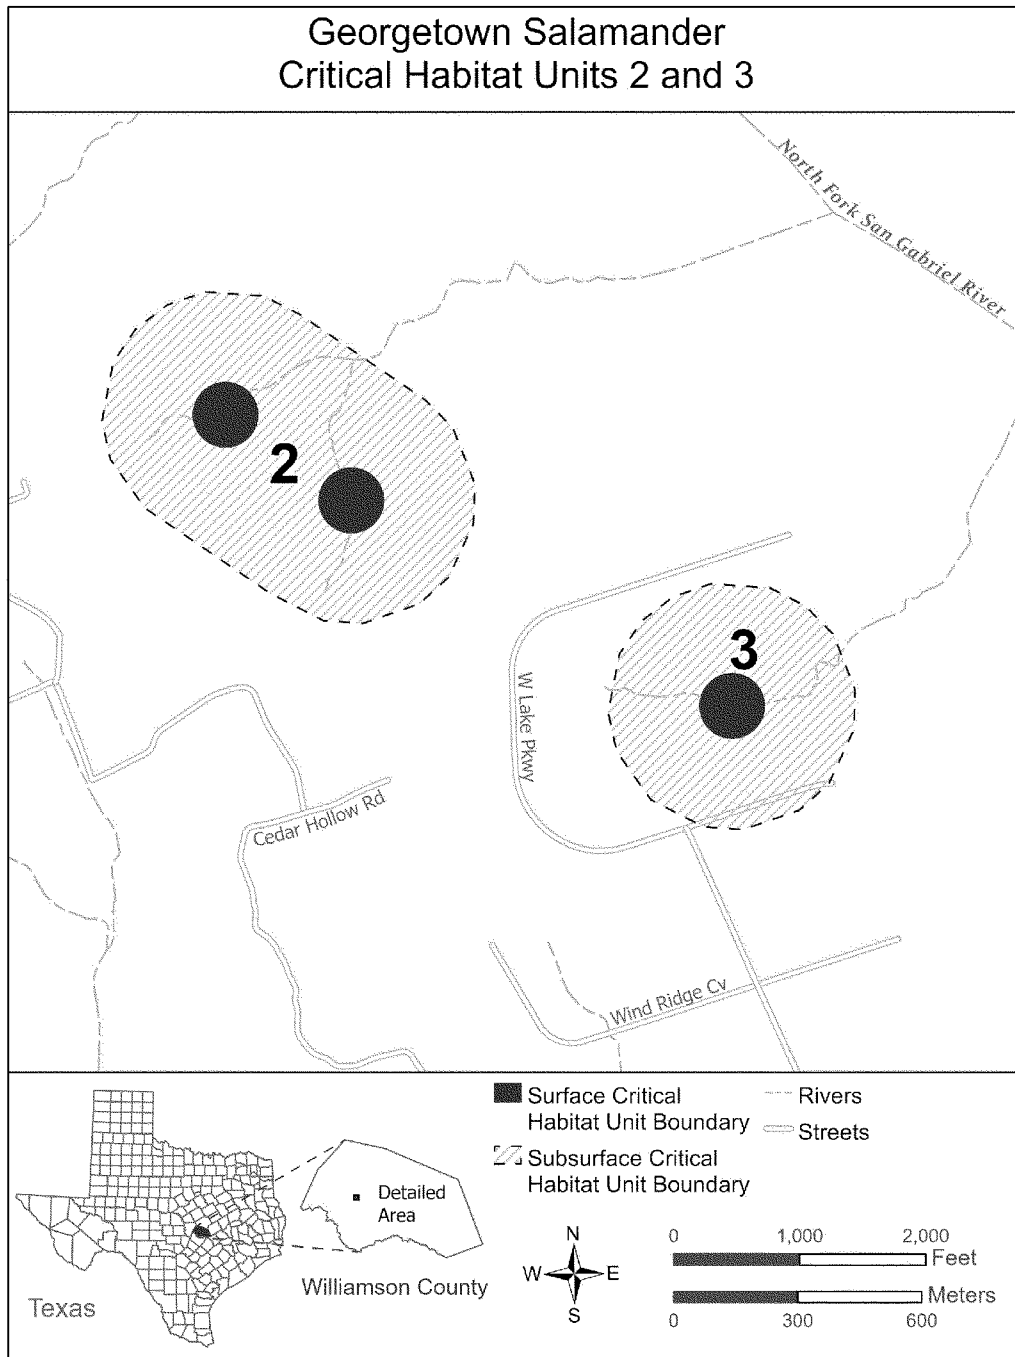 Georgetown Salamander
Critical Habitat Units 2 and 3
North Fork San Gabriel River
2
3
W Lake Pkwy
Cedar Hollow Rd
Wind Ridge Cv
Surface Critical
Habitat Unit Boundary
Subsurface Critical
Habitat Unit Boundary
Rivers
Streets
Detailed
Area
Williamson County
Texas
N
W
E
S
0 1,000 2,000
Feet
Meters
0 300 600